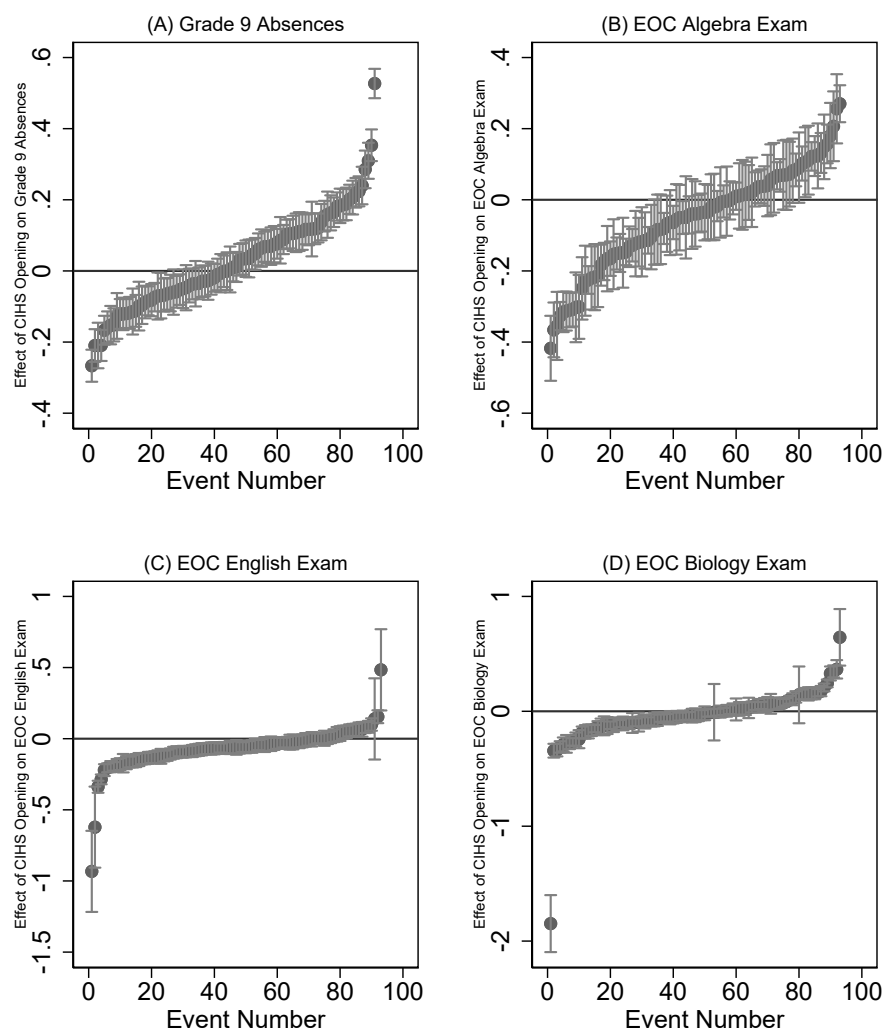 (A) Grade 9 Absences
Effect of CIHS Opening on Grade 9 Absences
.6
.4
.2
0
-.2
-.4
0 20 40 60 80 100
Event Number
(B) EOC Algebra Exam
Effect of CIHS Opening on EOC Algebra Exam
.4
.2
0
-.2
-.4
-.6
0 20 40 60 80 100
Event Number
(C) EOC English Exam
Effect of CIHS Opening on EOC English Exam
1
.5
0
-.5
-1
-1.5
0 20 40 60 80 100
Event Number
(D) EOC Biology Exam
Effect of CIHS Opening on EOC Biology Exam
1
0
-1
-2
0 20 40 60 80 100
Event Number